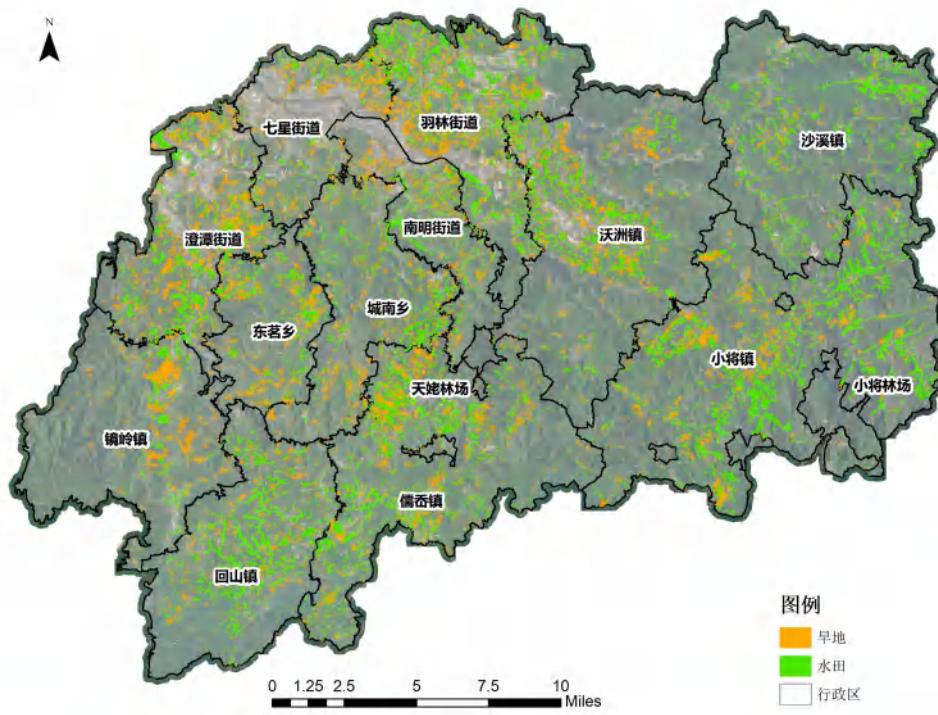 N
七星街道
羽林街道
沙溪镇
澄潭街道
南明街道
沃洲镇
城南乡
东茗乡
小将镇
天姥林场
小将林场
镜岭镇
儒岙镇
回山镇
图例
旱地
水田
行政区
0 1.25 2.5 5 7.5 10
Miles